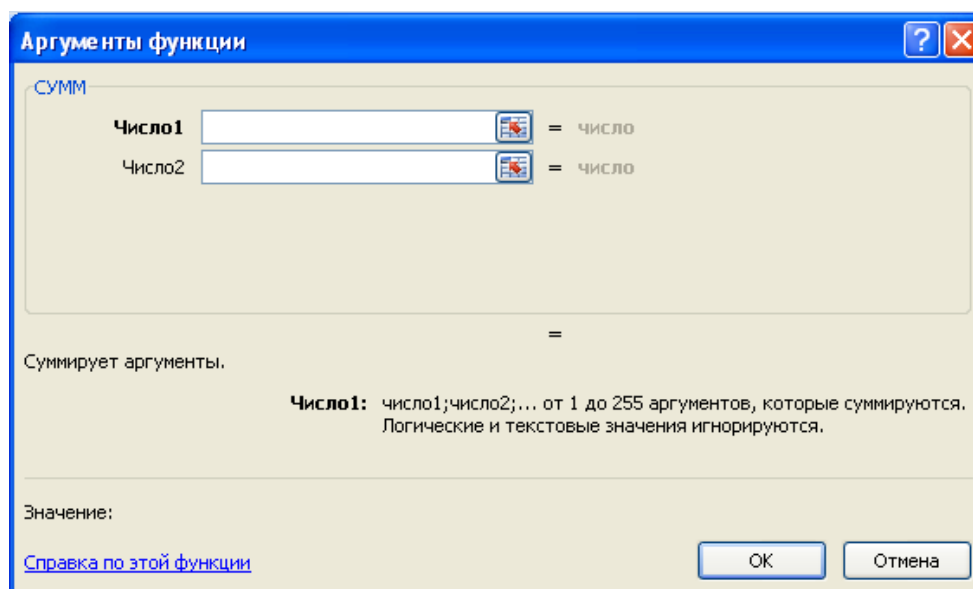 Аргументы функции
СУММ
Число1 = число
Число2 = число
=
Суммирует аргументы.
Число1: число1;число2;... от 1 до 255 аргументов, которые суммируются.
Логические и текстовые значения игнорируются.
Значение:
Справка по этой функции
ОК
Отмена